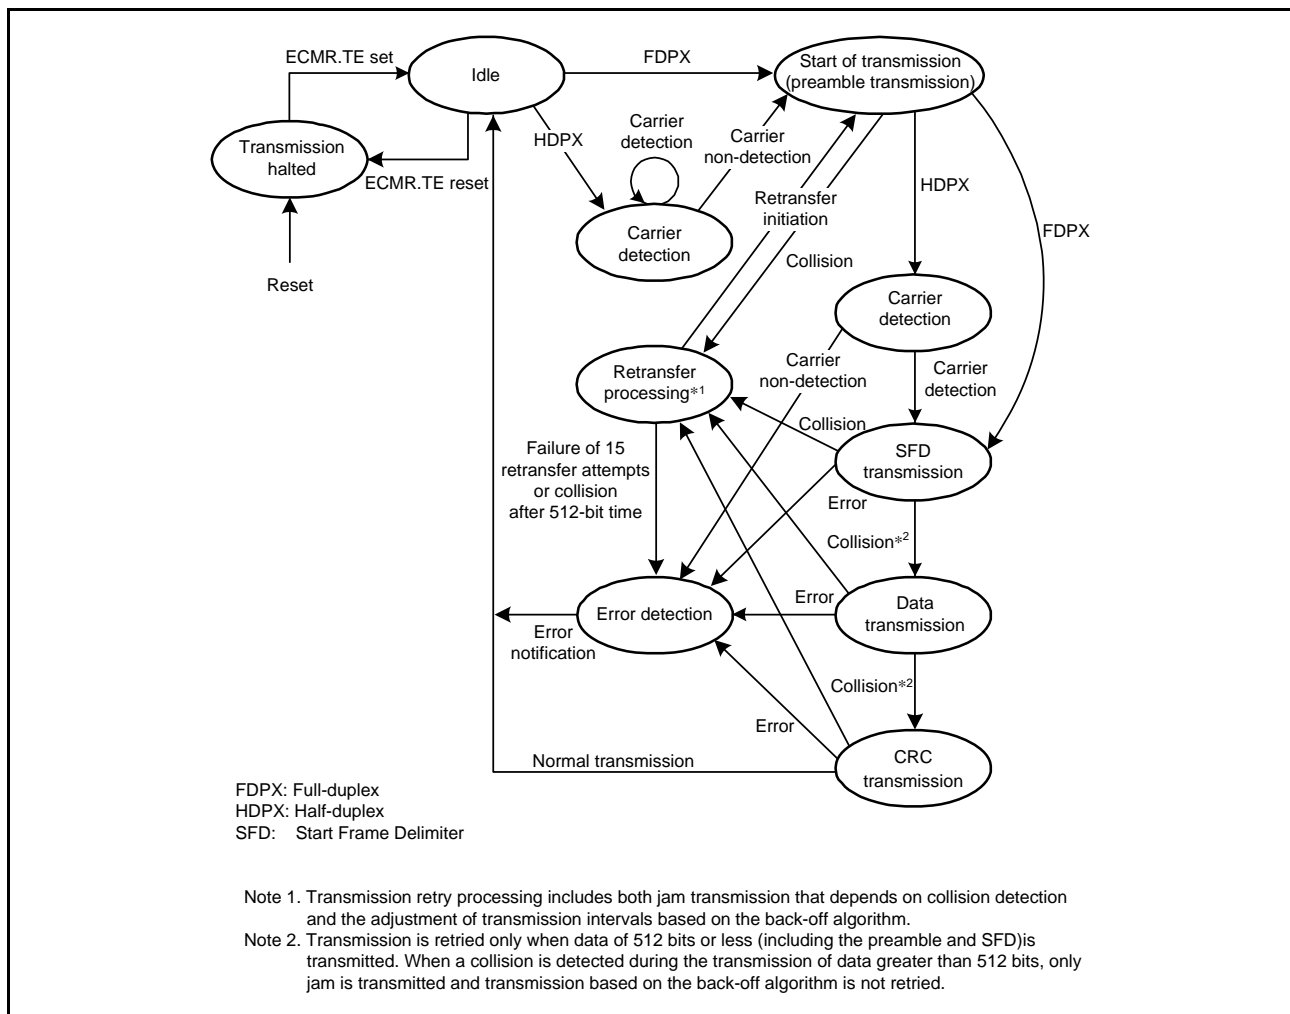 ECMR.TE set
Idle
FDPX
Start of transmission
(preamble transmission)
Transmission
halted
ECMR.TE reset
HDPX
Carrier
detection
Carrier
non-detection
Carrier
detection
Retransfer
initiation
HDPX
FDPX
Reset
Collision
Carrier
detection
Retransfer
processing*1
Carrier
non-detection
Carrier
detection
Collision
SFD
transmission
Failure of 15
retransfer attempts
or collision
after 512-bit time
Error
Collision*2
Error detection
Error
Data
transmission
Error
notification
Collision*2
Error
Normal transmission
CRC
transmission
FDPX: Full-duplex
HDPX: Half-duplex
SFD: Start Frame Delimiter
Note 1. Transmission retry processing includes both jam transmission that depends on collision detection
and the adjustment of transmission intervals based on the back-off algorithm.
Note 2. Transmission is retried only when data of 512 bits or less (including the preamble and SFD)is
transmitted. When a collision is detected during the transmission of data greater than 512 bits, only
jam is transmitted and transmission based on the back-off algorithm is not retried.